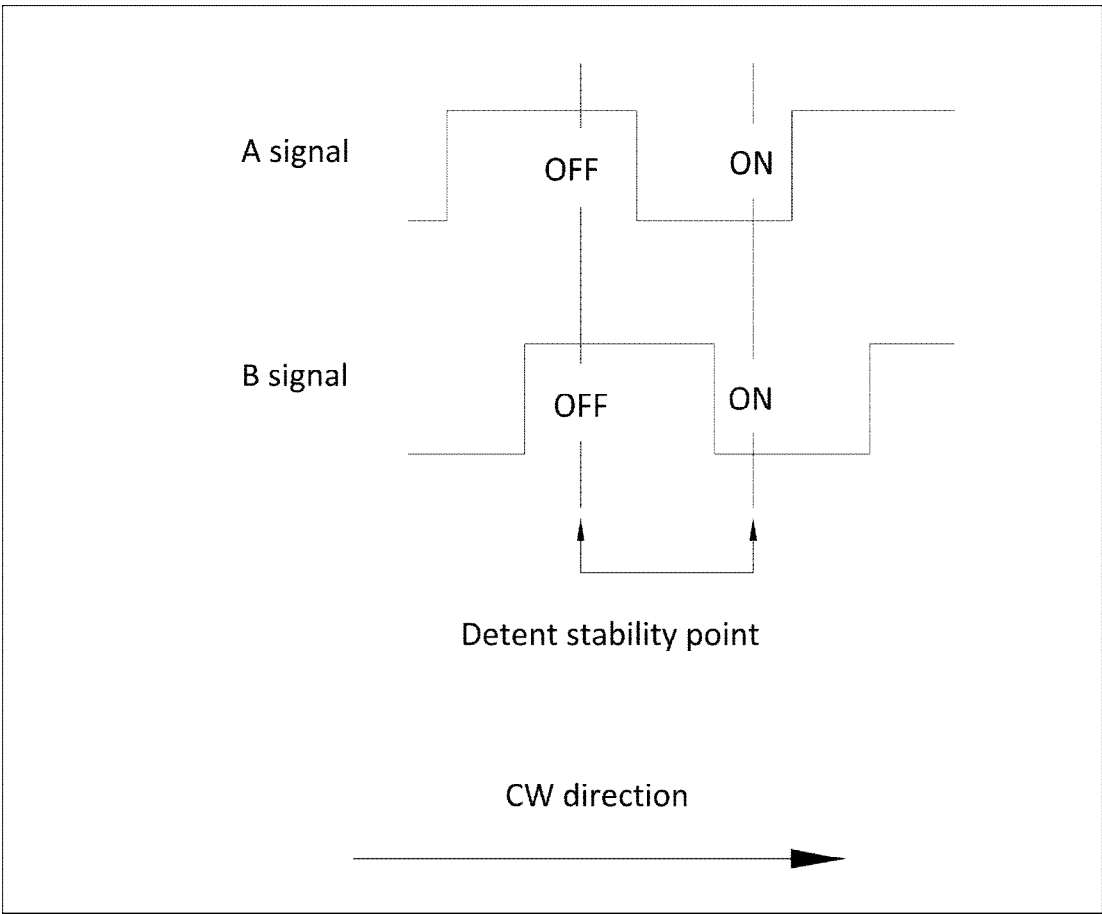 A signal
OFF
ON
B signal
OFF
ON
Detent stability point
CW direction